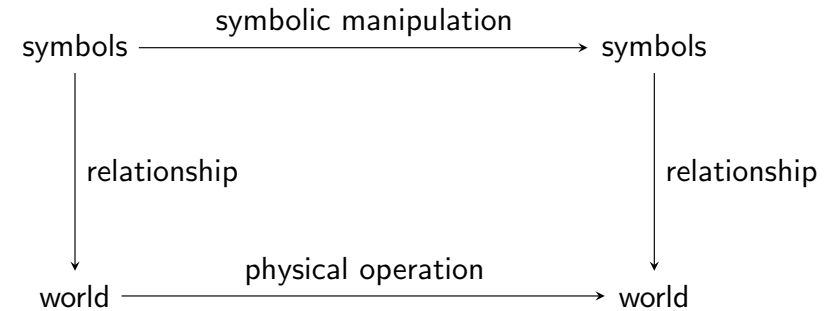 symbolic manipulation
symbols symbols
relationship relationship
physical operation
world world